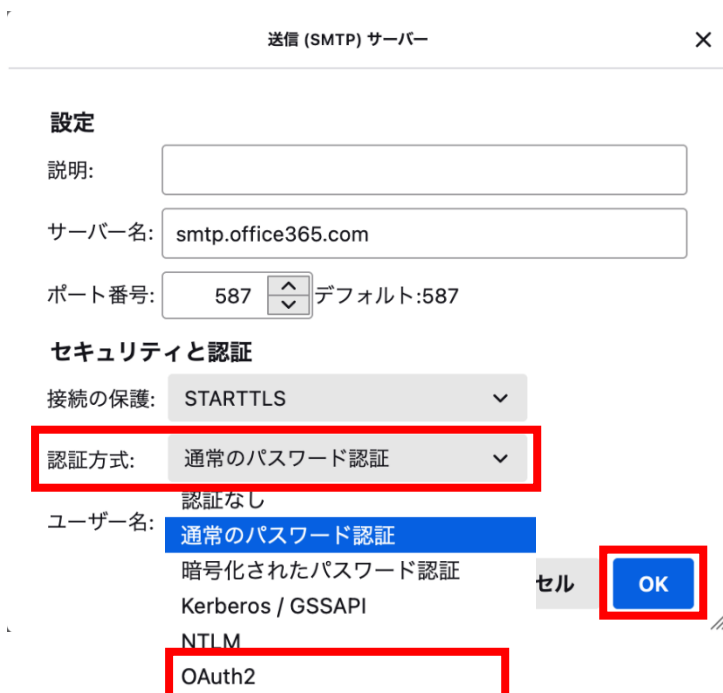 送信 (SMTP) サーバー
設定
説明:
サーバー名: smtp.office365.com
ポート番号: 587 デフォルト:587
セキュリティと認証
接続の保護: STARTTLS
認証方式: 通常のパスワード認証
認証なし
ユーザー名:
通常のパスワード認証
暗号化されたパスワード認証
セル OK
Kerberos / GSSAPI
NTLM
OAuth2